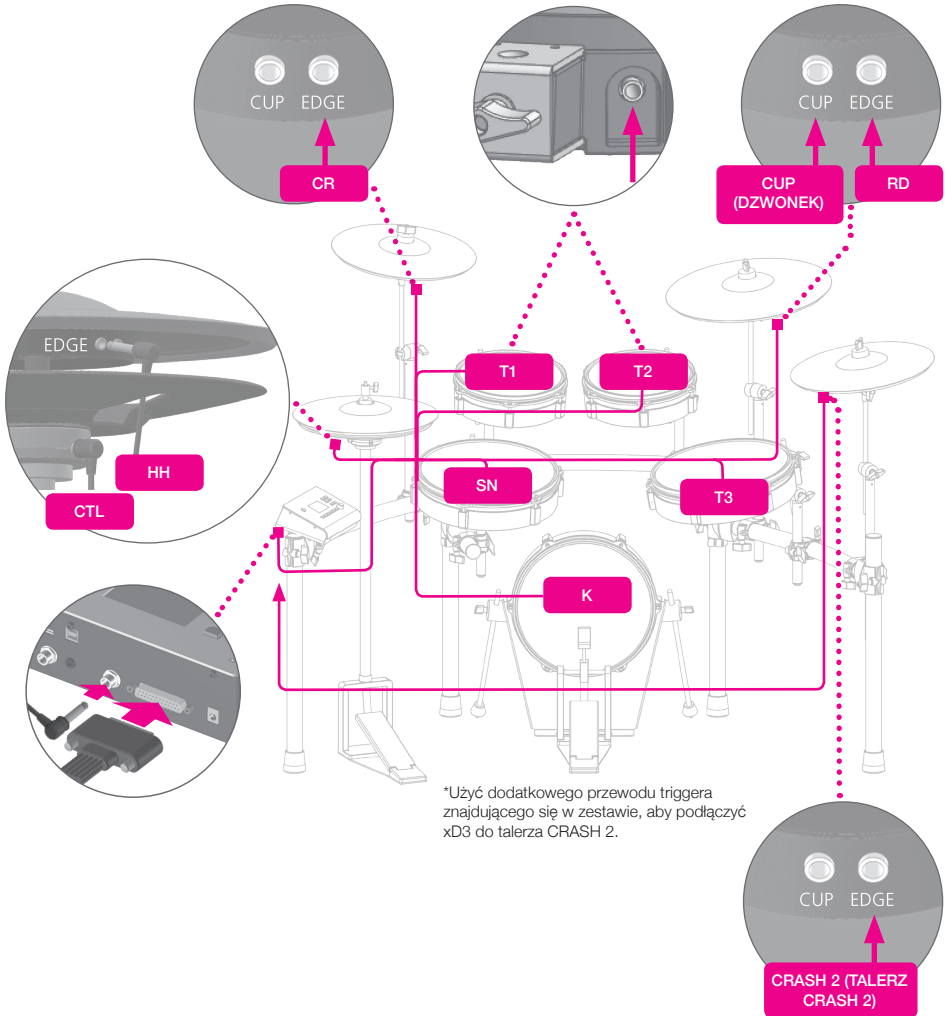 CUP EDGE
CR
CUP EDGE
CUP
(DZWONEK)
RD
EDGE
HH
CTL
T1
T2
SN
T3
K
*Użyć dodatkowego przewodu triggera
znajdującego się w zestawie, aby podłączyć
xD3 do talerza CRASH 2.
CUP EDGE
CRASH 2 (TALERZ
CRASH 2)